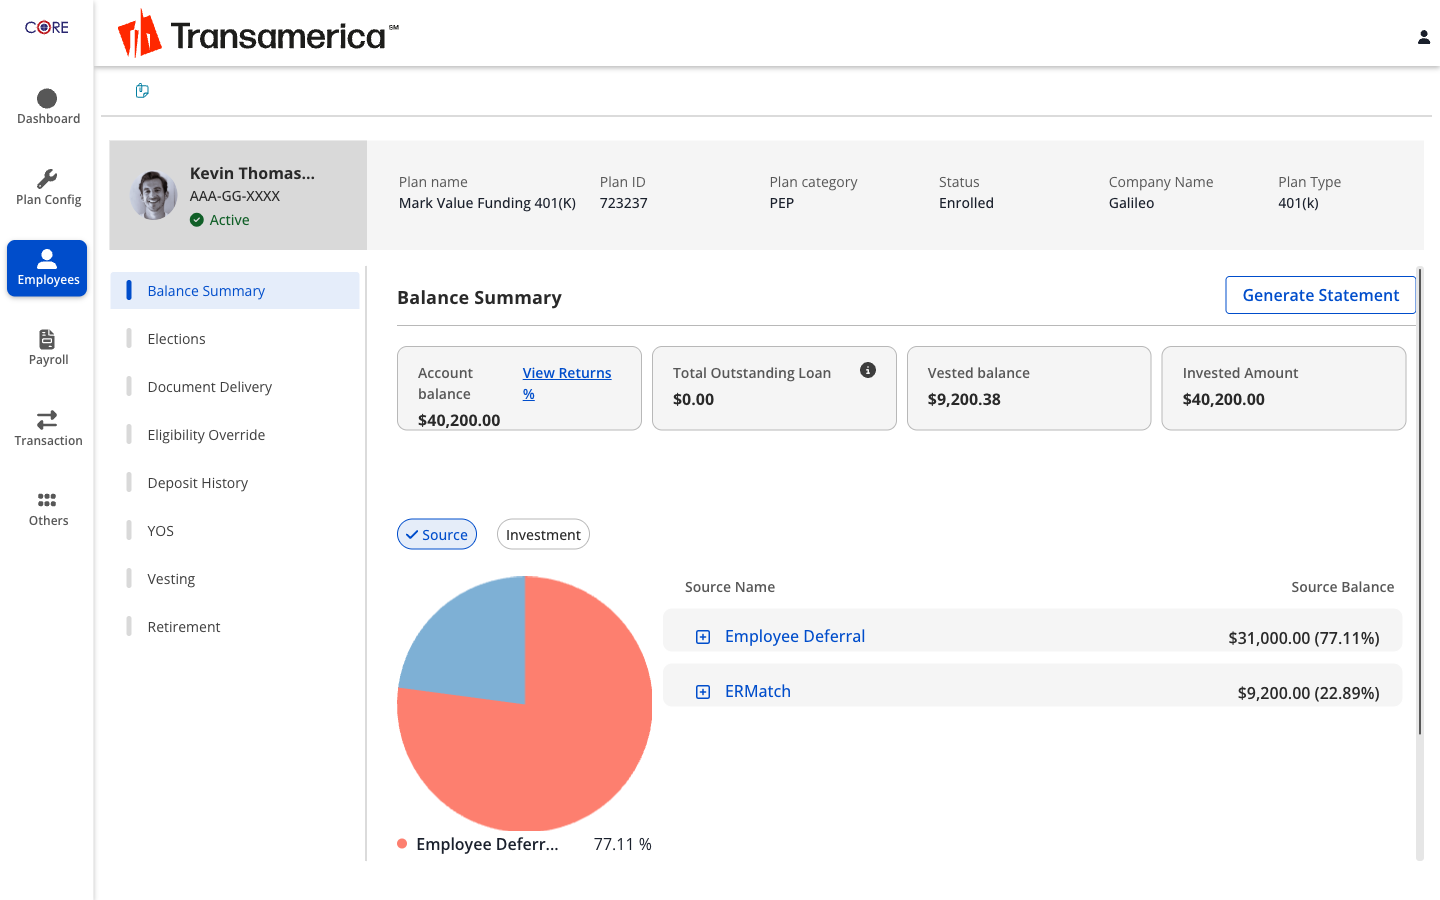 CORE
Transamerica℠
Dashboard
Plan Config
Employees
Payroll
Transaction
Others
Kevin Thomas...
AAA-GG-XXXX
Active
Plan name
Mark Value Funding 401(K)
Plan ID
723237
Plan category
PEP
Status
Enrolled
Company Name
Galileo
Plan Type
401(k)
Balance Summary
Elections
Document Delivery
Eligibility Override
Deposit History
YOS
Vesting
Retirement
Balance Summary
Generate Statement
Account
balance
$40,200.00
View Returns
%
Total Outstanding Loan
$0.00
Vested balance
$9,200.38
Invested Amount
$40,200.00
Source
Investment
Source Name
Source Balance
Employee Deferral
$31,000.00 (77.11%)
ERMatch
$9,200.00 (22.89%)
Employee Deferr...
77.11 %